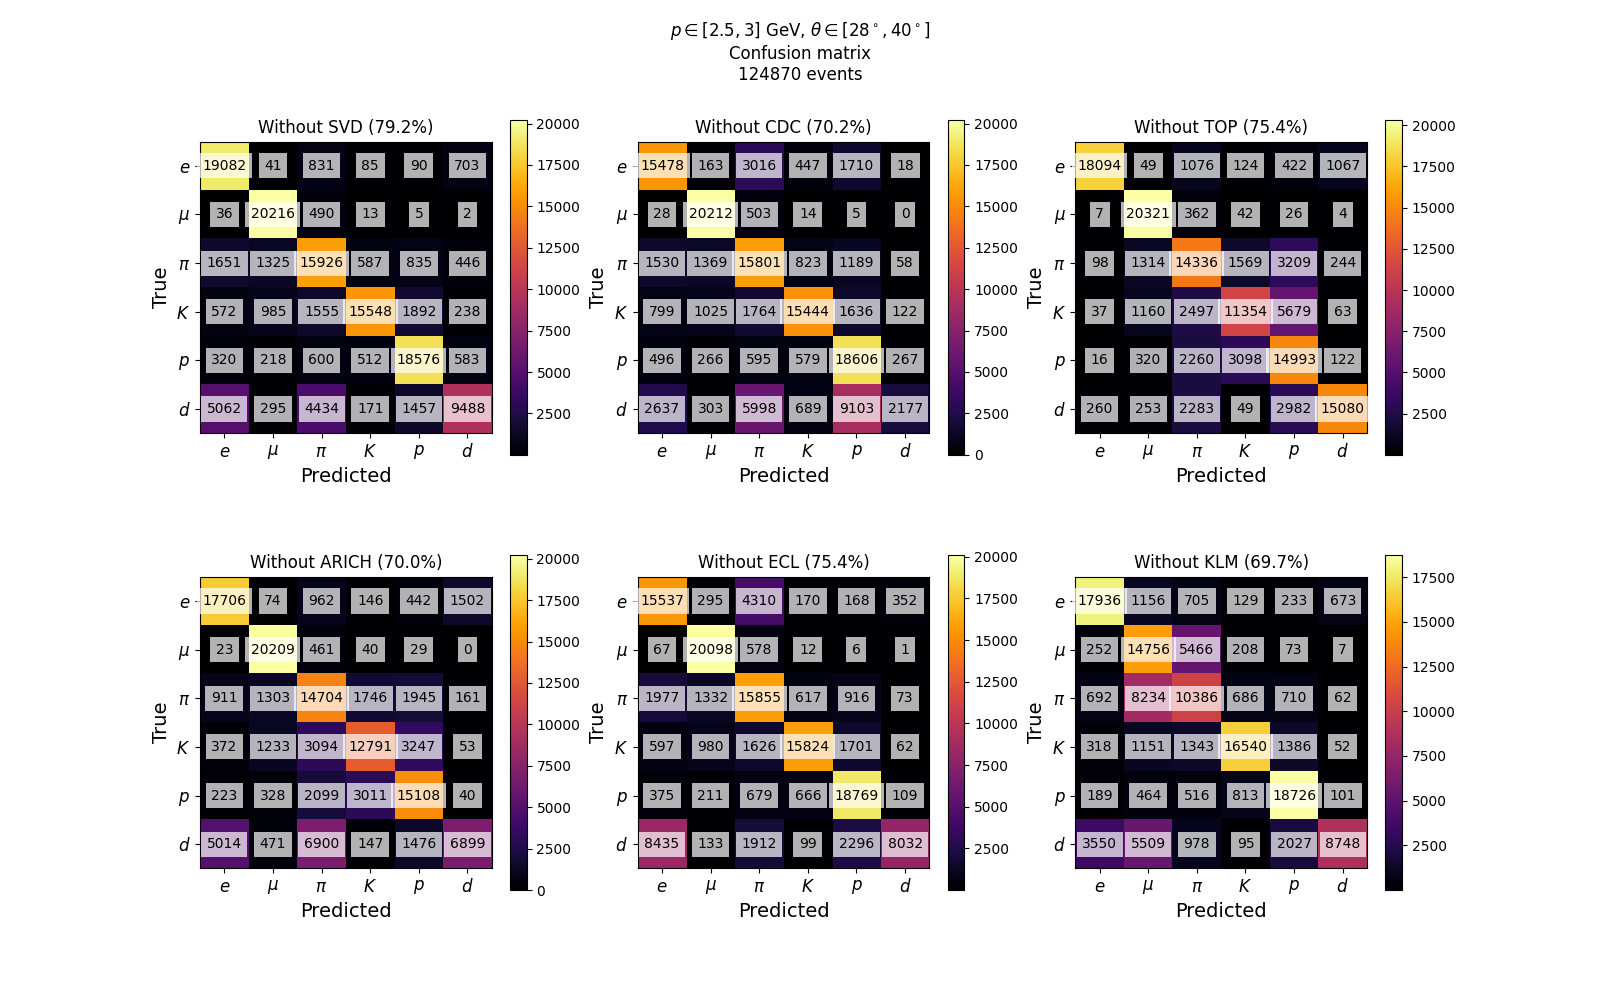 p ∈ [2.5, 3] GeV, θ ∈ [28°, 40°]
Confusion matrix
124870 events
Without SVD (79.2%)
e 19082 41 831 85 90 703
μ 36 20216 490 13 5 2
π 1651 1325 15926 587 835 446
K 572 985 1555 15548 1892 238
p 320 218 600 512 18576 583
d 5062 295 4434 171 1457 9488
e μ π K p d
True
Predicted
20000
17500
15000
12500
10000
7500
5000
2500
Without CDC (70.2%)
e 15478 163 3016 447 1710 18
μ 28 20212 503 14 5 0
π 1530 1369 15801 823 1189 58
K 799 1025 1764 15444 1636 122
p 496 266 595 579 18606 267
d 2637 303 5998 689 9103 2177
e μ π K p d
True
Predicted
20000
17500
15000
12500
10000
7500
5000
2500
0
Without TOP (75.4%)
e 18094 49 1076 124 422 1067
μ 7 20321 362 42 26 4
π 98 1314 14336 1569 3209 244
K 37 1160 2497 11354 5679 63
p 16 320 2260 3098 14993 122
d 260 253 2283 49 2982 15080
e μ π K p d
True
Predicted
20000
17500
15000
12500
10000
7500
5000
2500
Without ARICH (70.0%)
e 17706 74 962 146 442 1502
μ 23 20209 461 40 29 0
π 911 1303 14704 1746 1945 161
K 372 1233 3094 12791 3247 53
p 223 328 2099 3011 15108 40
d 5014 471 6900 147 1476 6899
e μ π K p d
True
Predicted
20000
17500
15000
12500
10000
7500
5000
2500
0
Without ECL (75.4%)
e 15537 295 4310 170 168 352
μ 67 20098 578 12 6 1
π 1977 1332 15855 617 916 73
K 597 980 1626 15824 1701 62
p 375 211 679 666 18769 109
d 8435 133 1912 99 2296 8032
e μ π K p d
True
Predicted
20000
17500
15000
12500
10000
7500
5000
2500
Without KLM (69.7%)
e 17936 1156 705 129 233 673
μ 252 14756 5466 208 73 7
π 692 8234 10386 686 710 62
K 318 1151 1343 16540 1386 52
p 189 464 516 813 18726 101
d 3550 5509 978 95 2027 8748
e μ π K p d
True
Predicted
17500
15000
12500
10000
7500
5000
2500